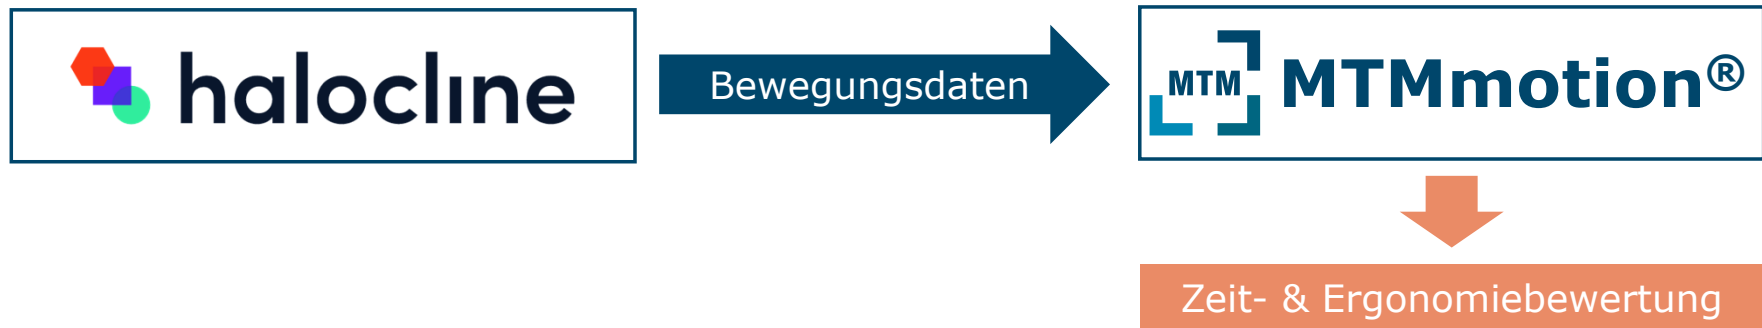 halocline
Bewegungsdaten
MTM
MTMmotion®
Zeit- & Ergonomiebewertung